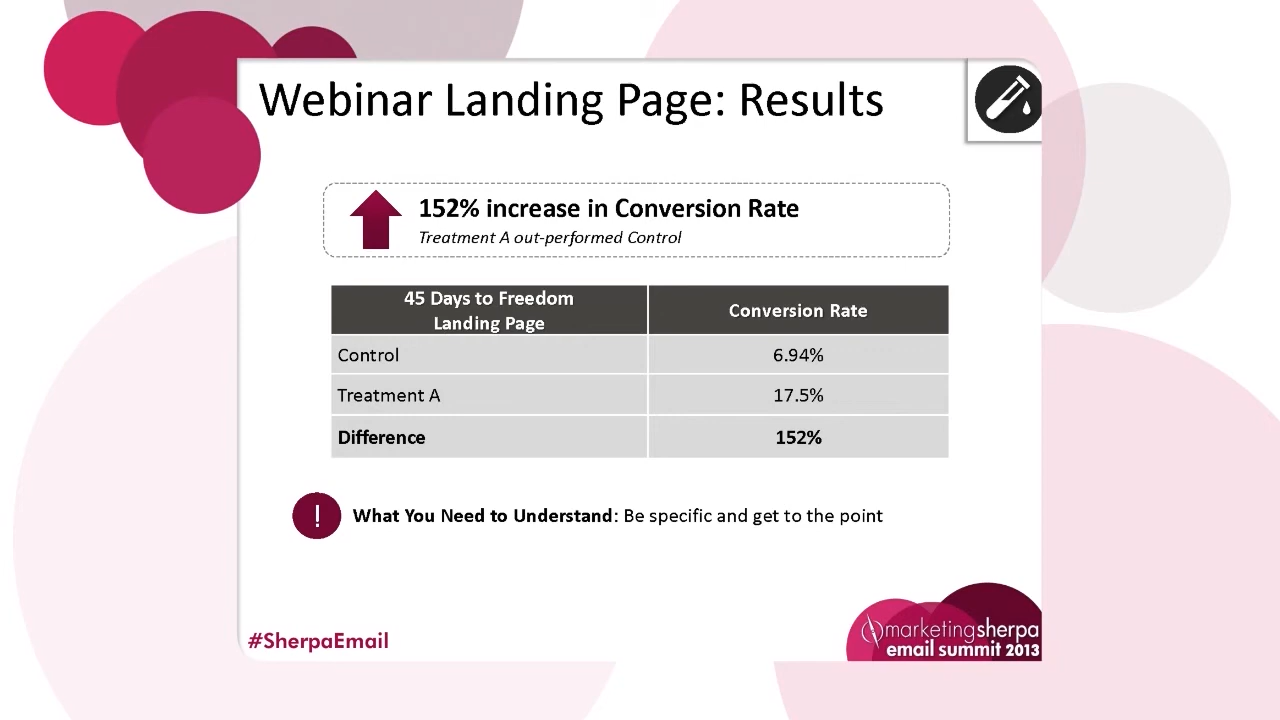 Webinar Landing Page: Results
152% increase in Conversion Rate
Treatment A out-performed Control
45 Days to Freedom
Landing Page
Conversion Rate
Control
6.94%
Treatment A
17.5%
Difference
152%
! What You Need to Understand: Be specific and get to the point
#SherpaEmail
marketingsherpa
email summit 2013